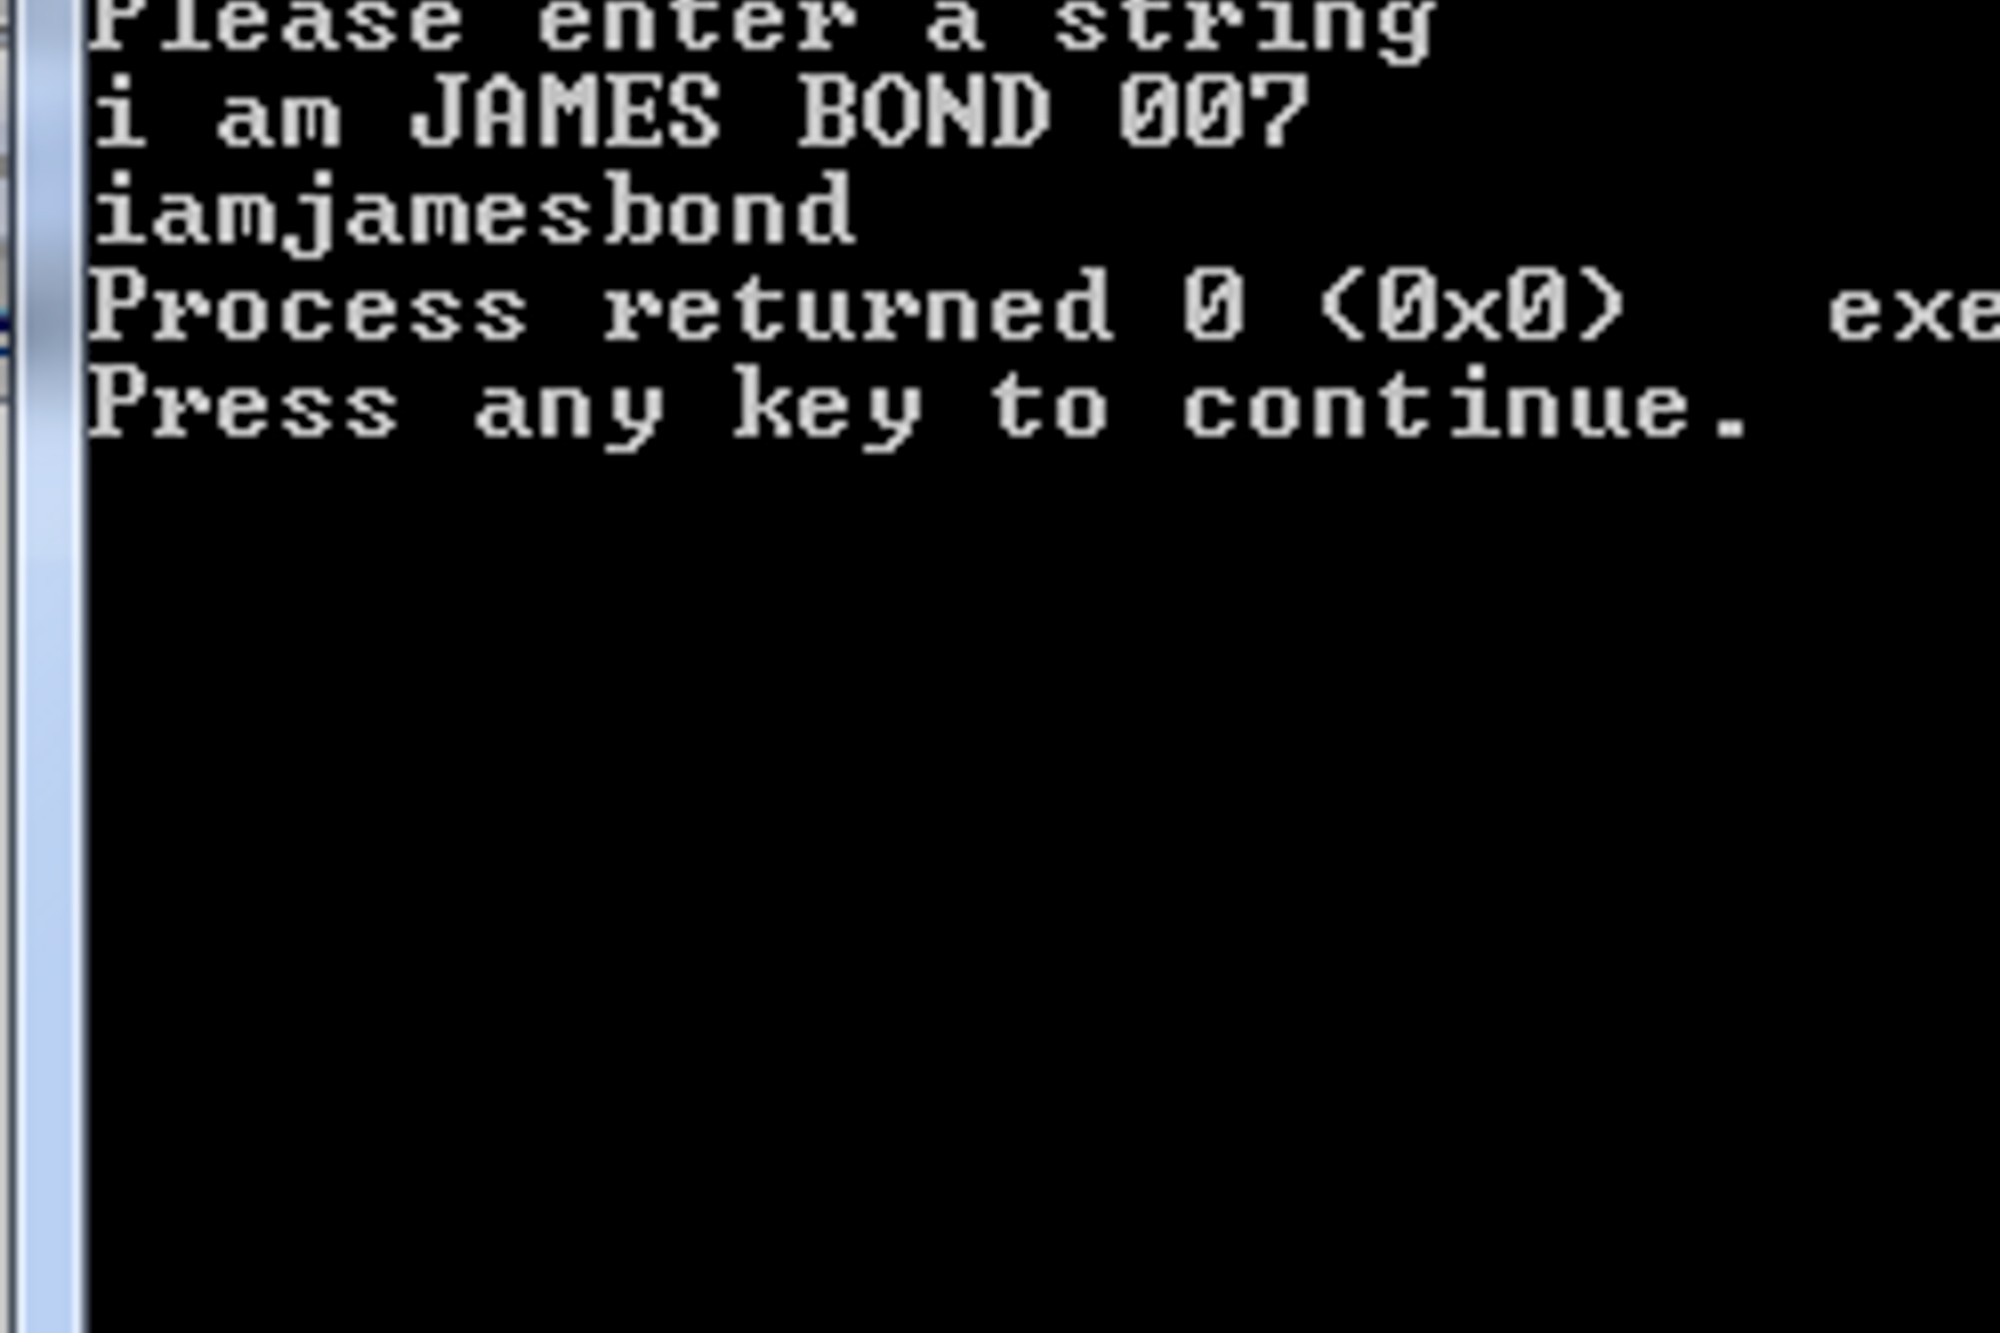 Please enter a string
i am JAMES BOND 007
iamjamesbond
Process returned 0 (0x0)   exe
Press any key to continue.